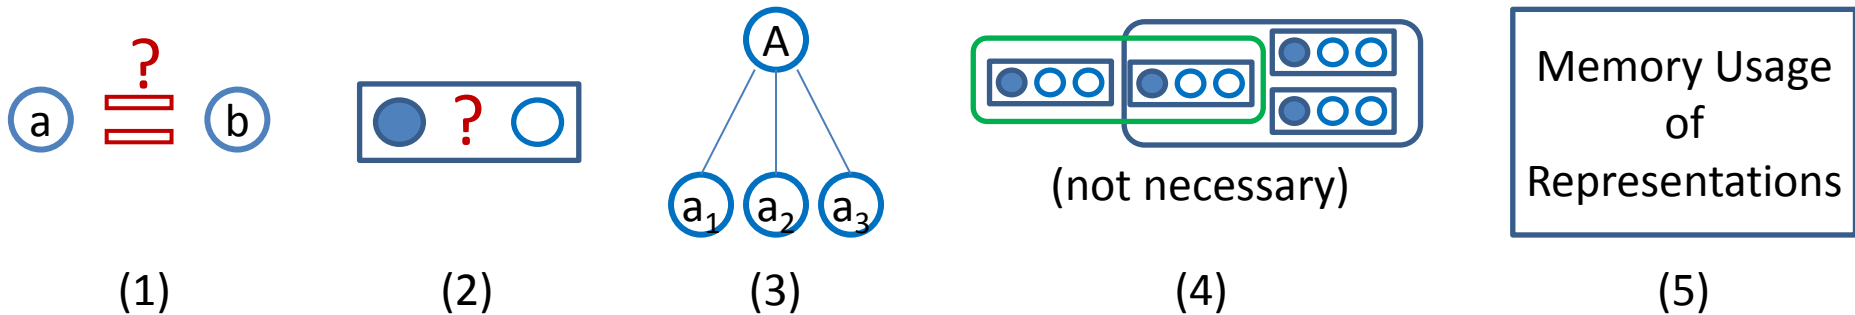 a ? b
?
A
a1 a2 a3
(not necessary)
Memory Usage
of
Representations
(1) (2) (3) (4) (5)